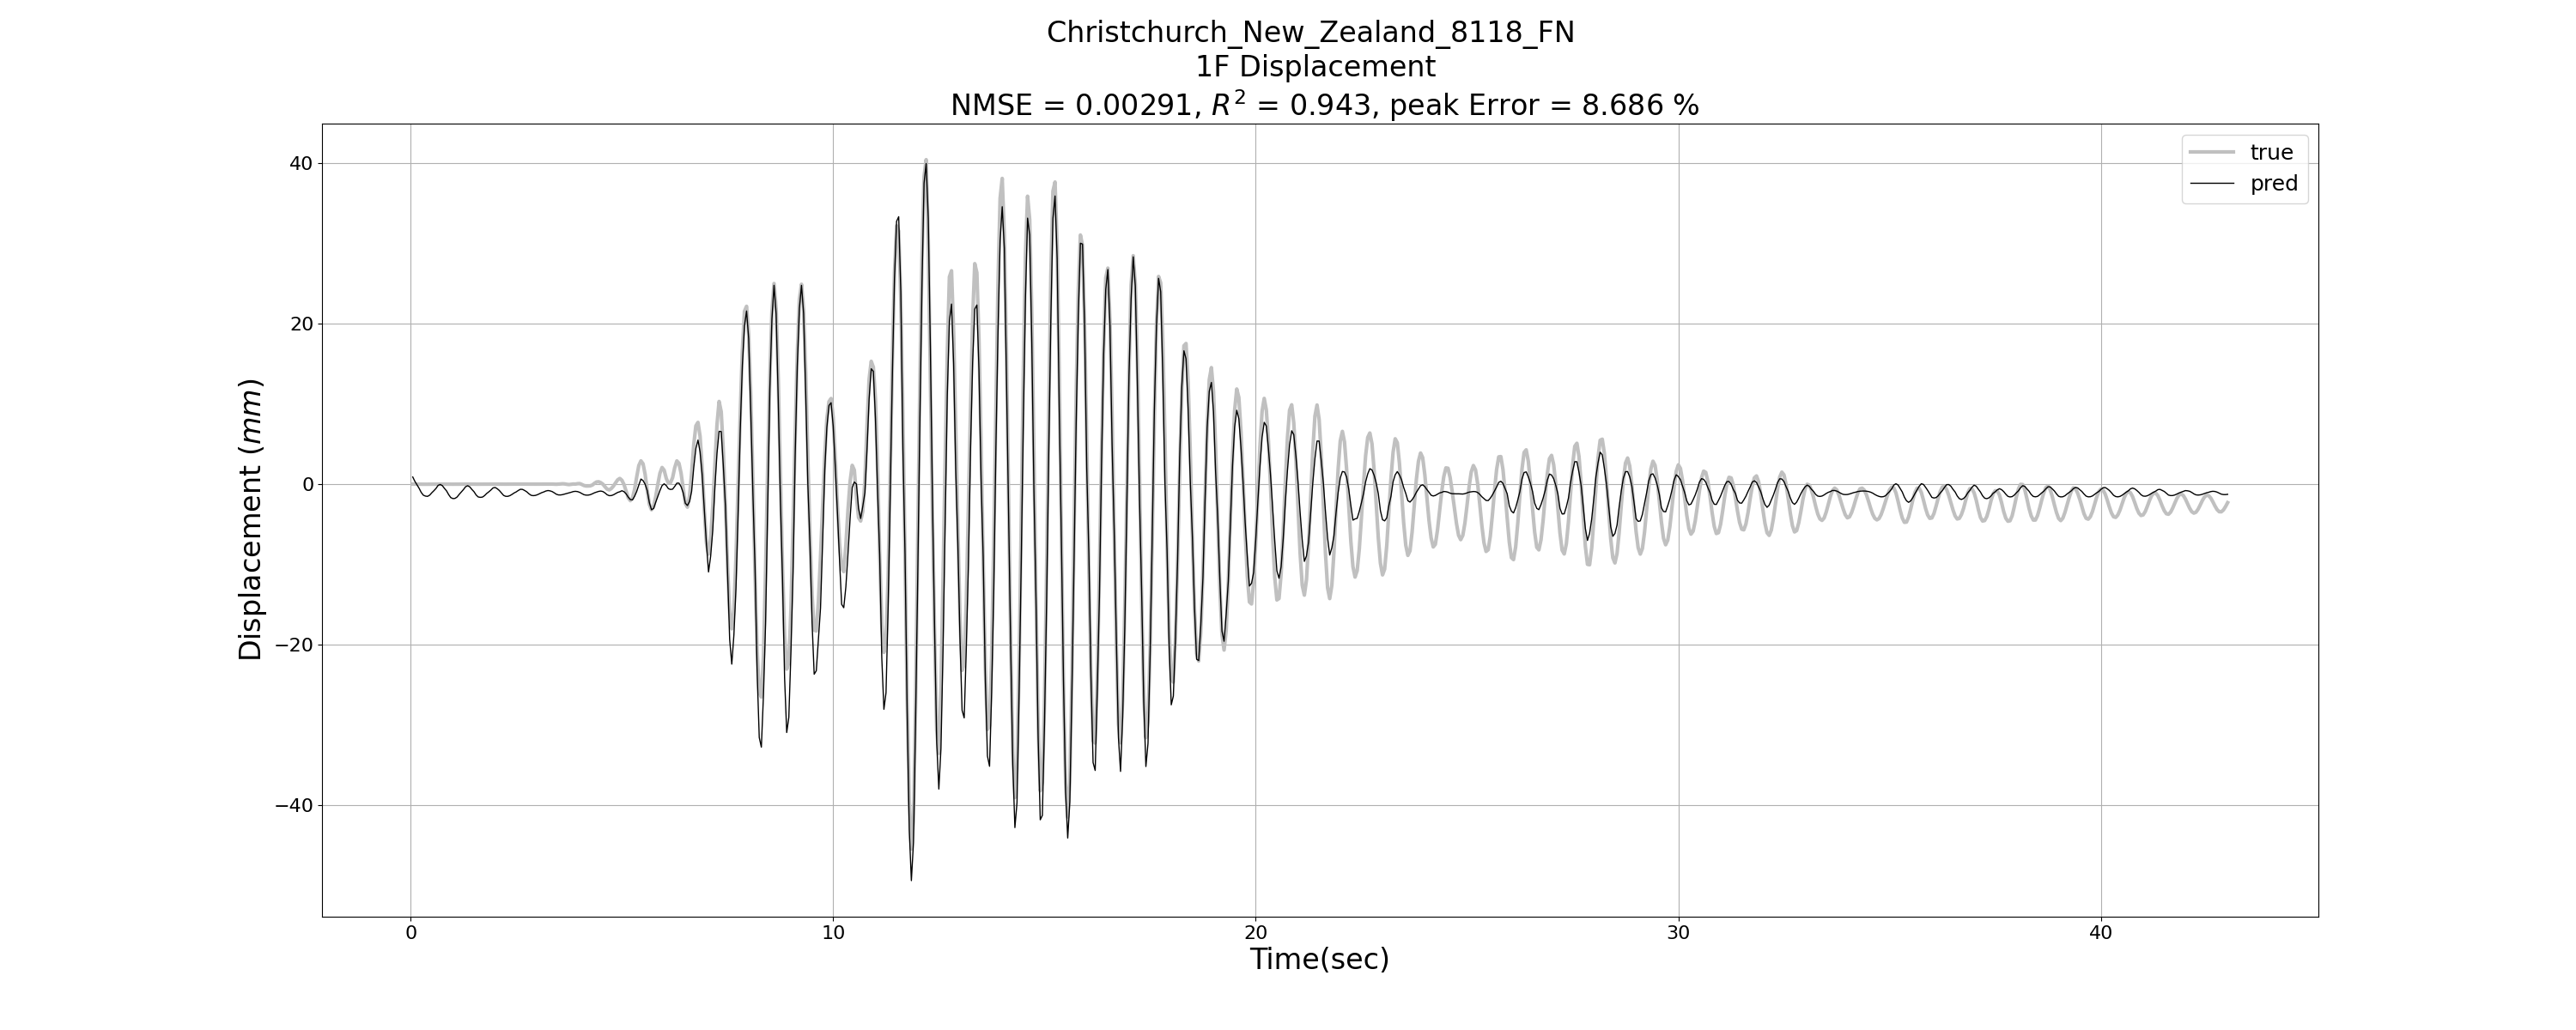 Christchurch_New_Zealand_8118_FN
1F Displacement
NMSE = 0.00291, R² = 0.943, peak Error = 8.686 %
true
pred
Displacement (mm)
40
20
0
−20
−40
0 10 20 30 40
Time(sec)